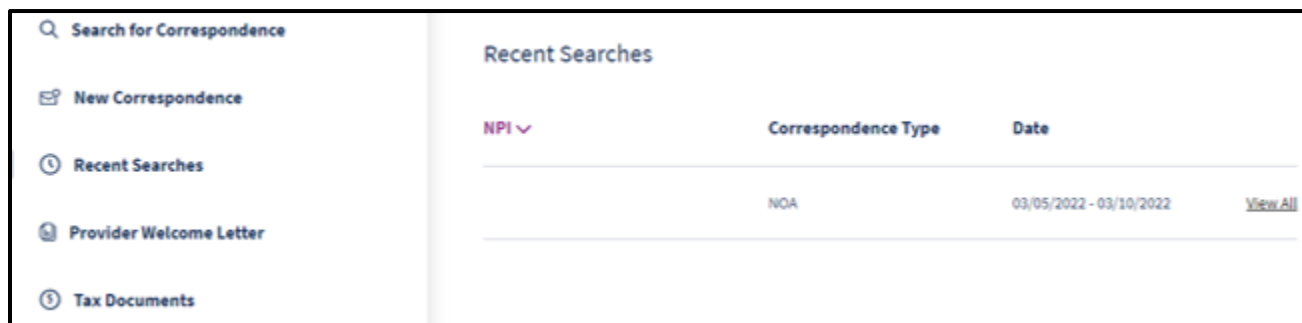 Search for Correspondence
New Correspondence
Recent Searches
Provider Welcome Letter
Tax Documents
Recent Searches
NPI Correspondence Type Date
NOA 03/05/2022 - 03/10/2022 View All